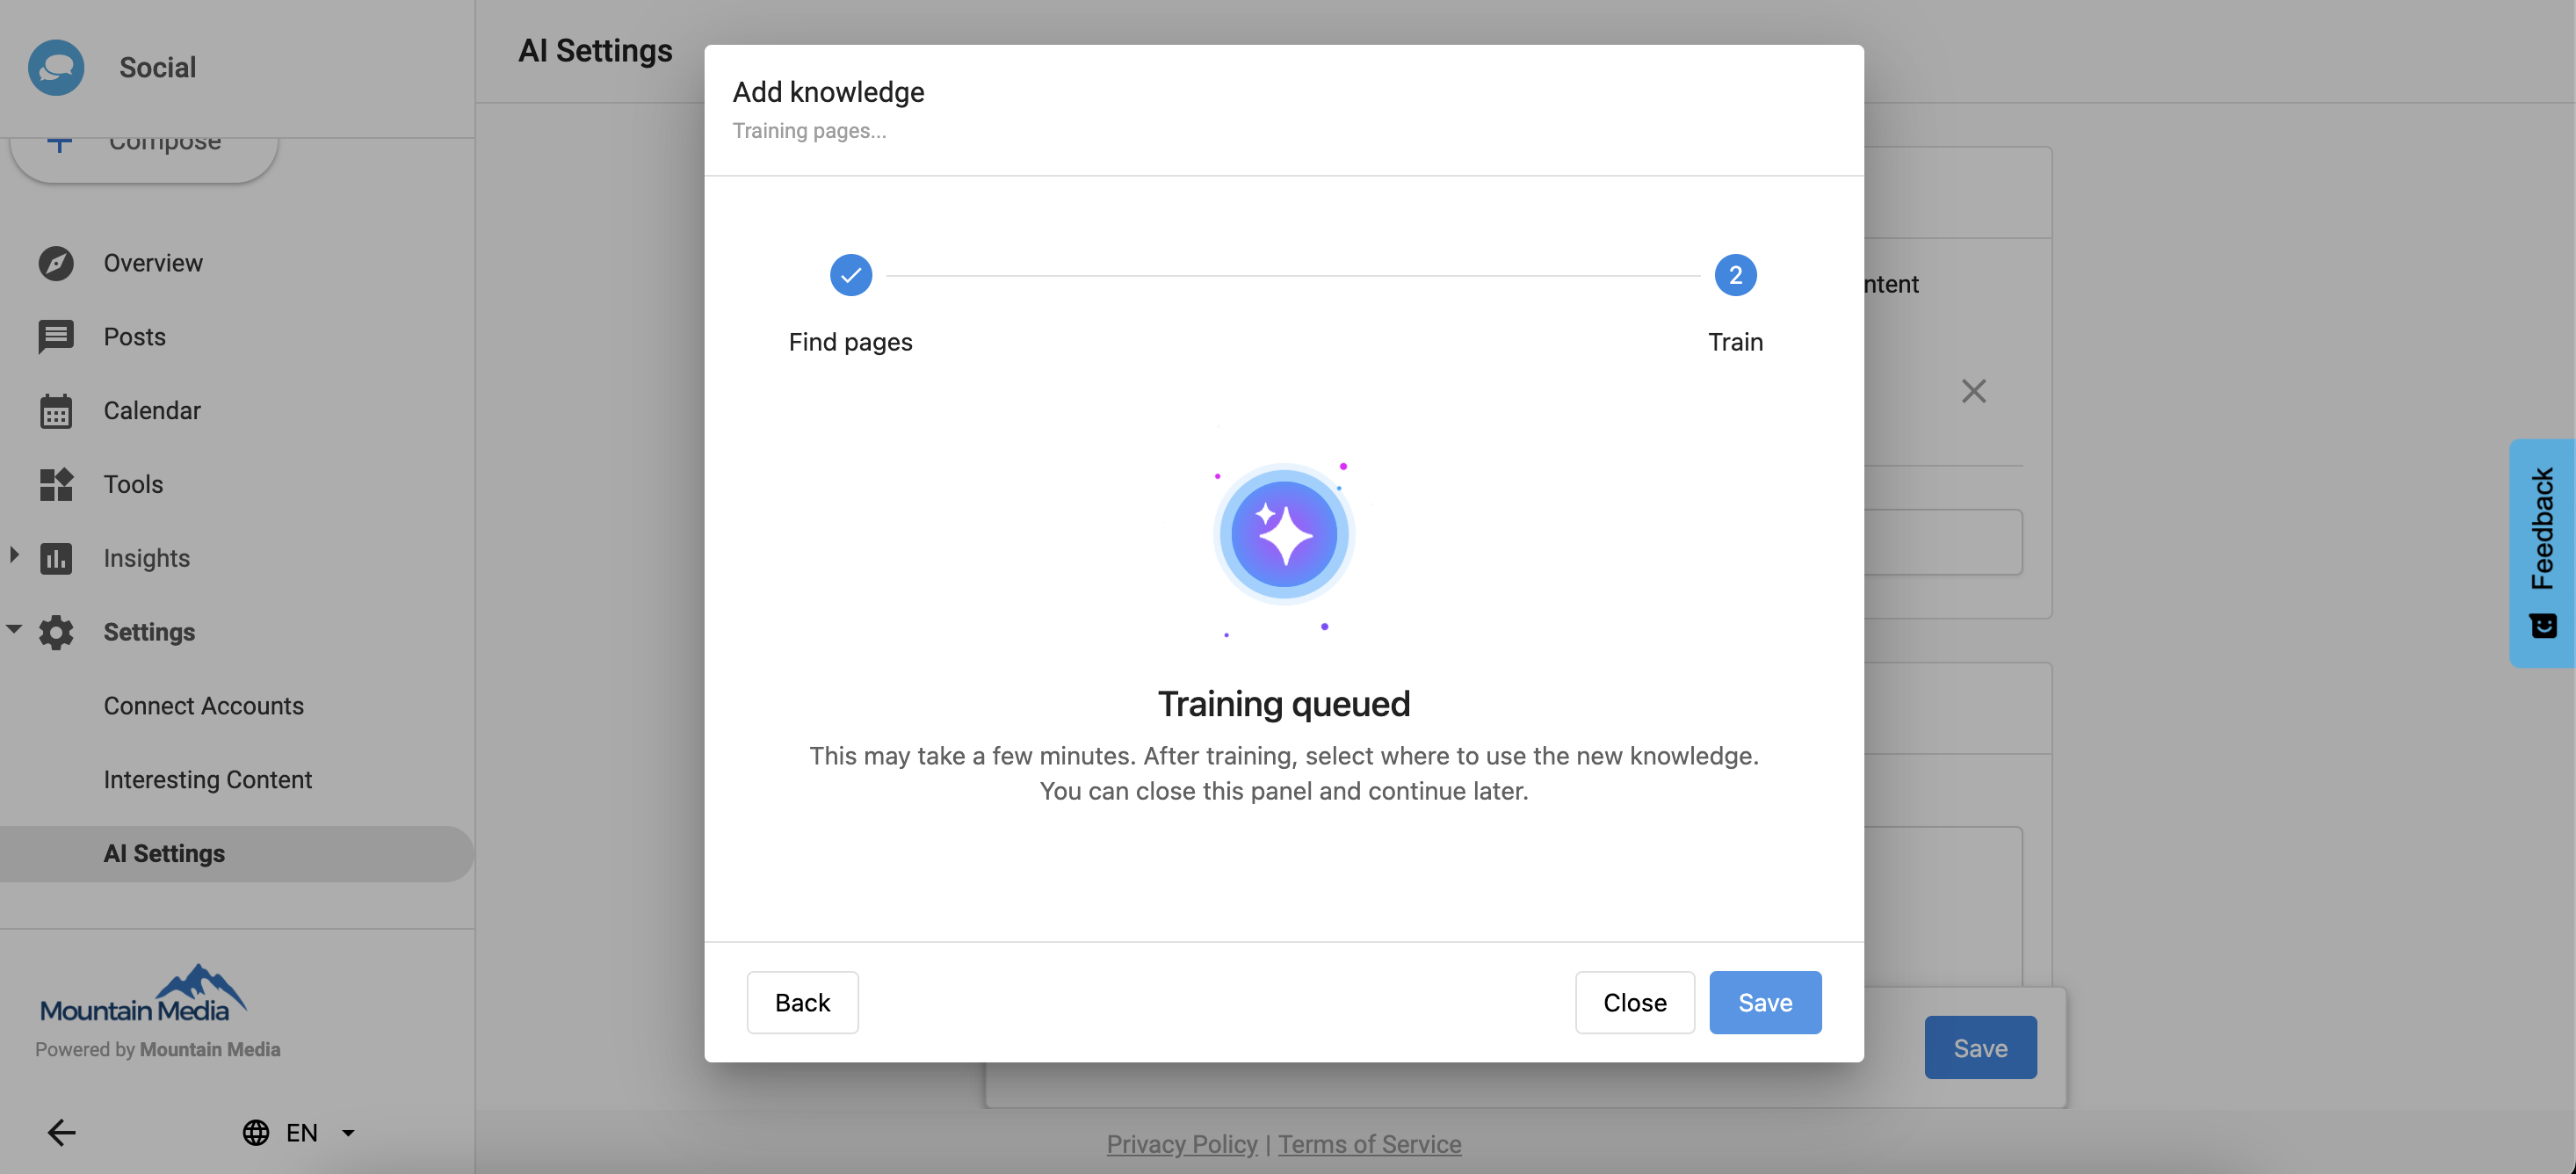 Social
Compose
Overview
Posts
Calendar
Tools
Insights
Settings
Connect Accounts
Interesting Content
AI Settings
Mountain Media
Powered by Mountain Media
EN
AI Settings
Add knowledge
Training pages...
2
Find pages
Train
Training queued
This may take a few minutes. After training, select where to use the new knowledge.
You can close this panel and continue later.
Back
Close
Save
ntent
Save
Feedback
Privacy Policy | Terms of Service